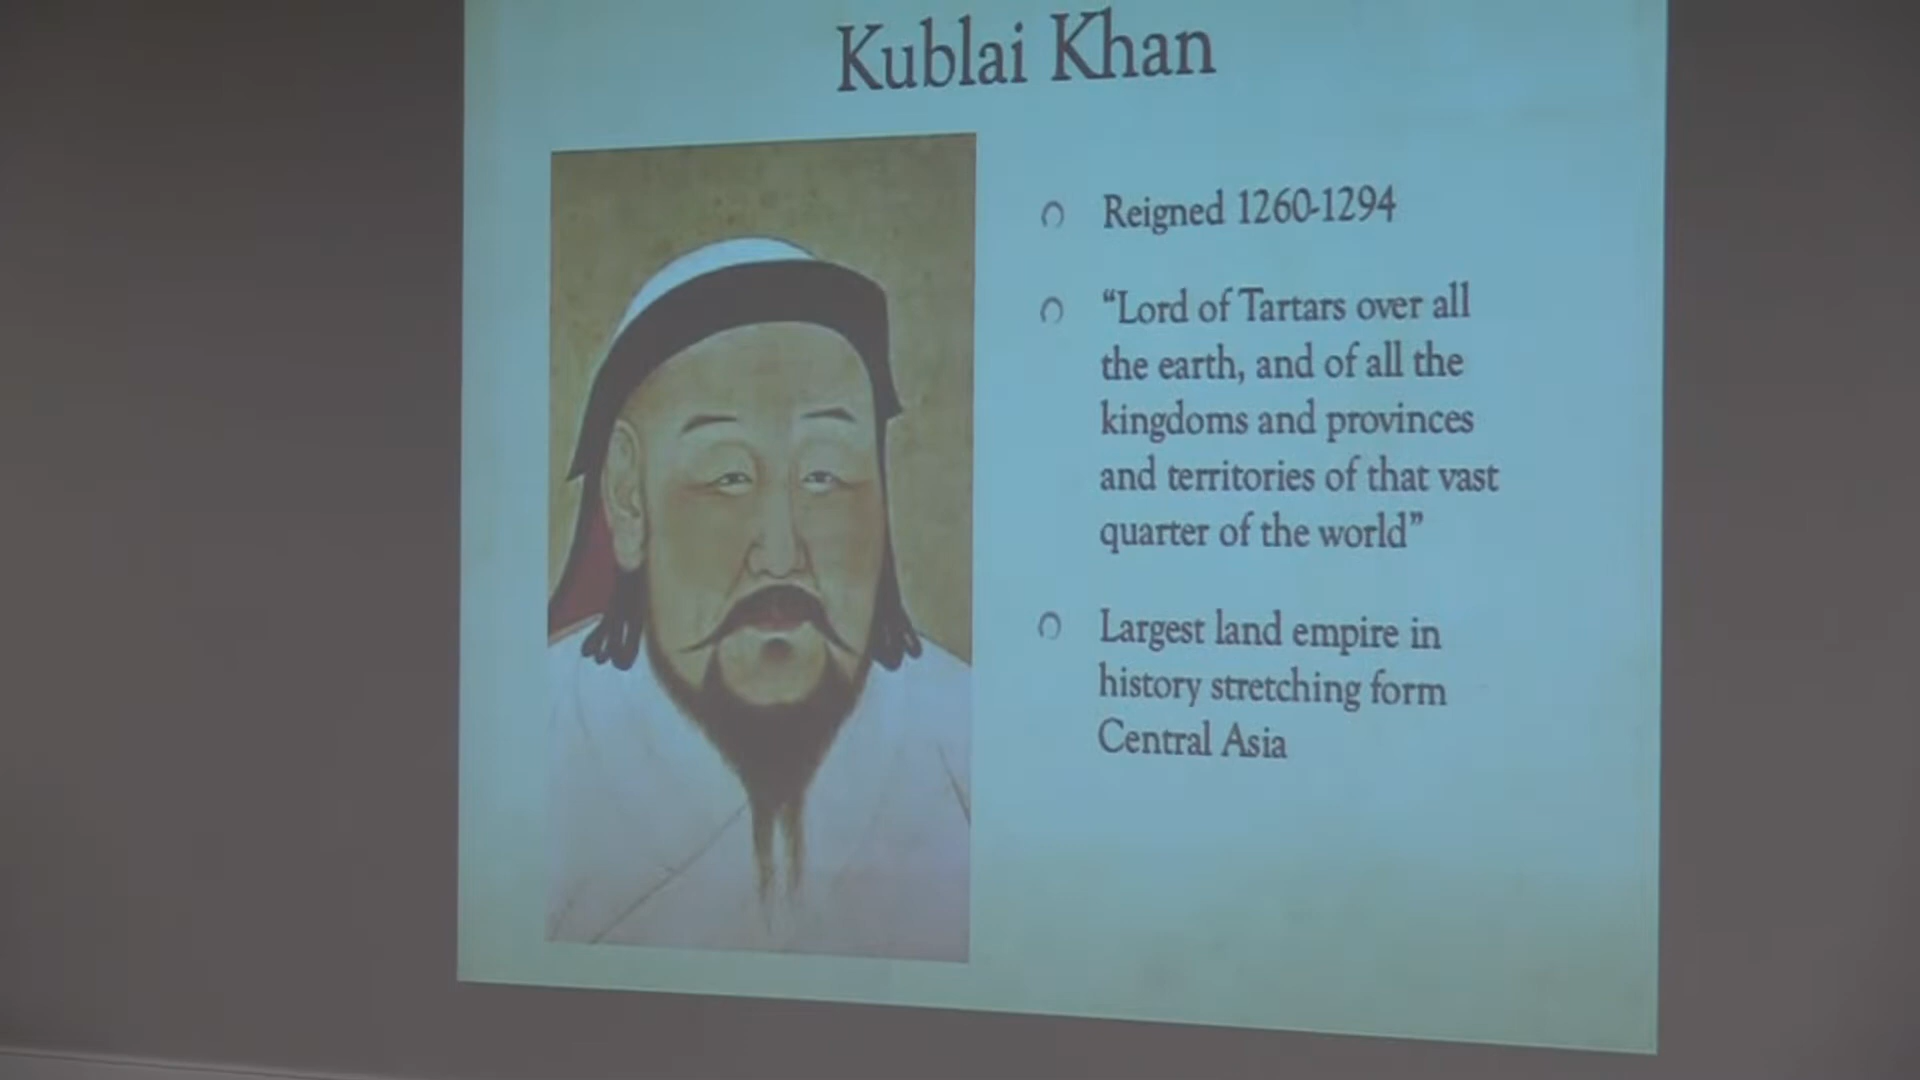 Kublai Khan
Reigned 1260-1294
“Lord of Tartars over all
the earth, and of all the
kingdoms and provinces
and territories of that vast
quarter of the world”
Largest land empire in
history stretching form
Central Asia